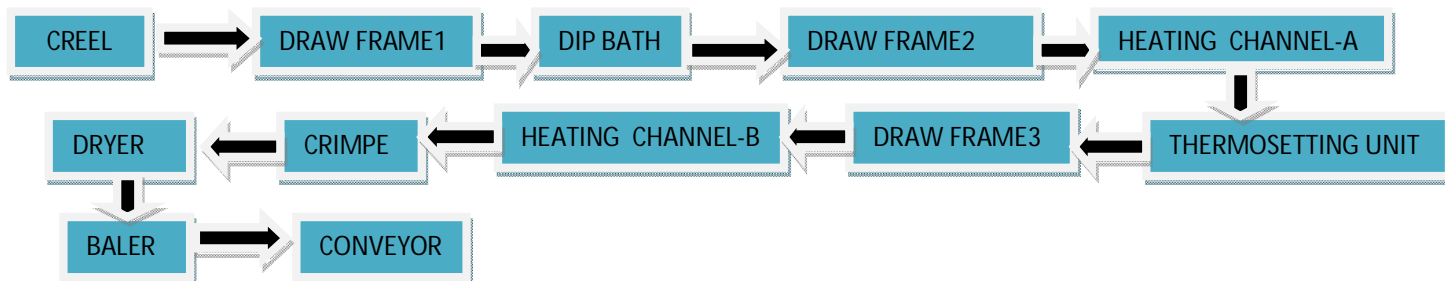 CREEL
DRAW FRAME1
DIP BATH
DRAW FRAME2
HEATING CHANNEL-A
THERMOSETTING UNIT
DRAW FRAME3
HEATING CHANNEL-B
CRIMPE
DRYER
BALER
CONVEYOR